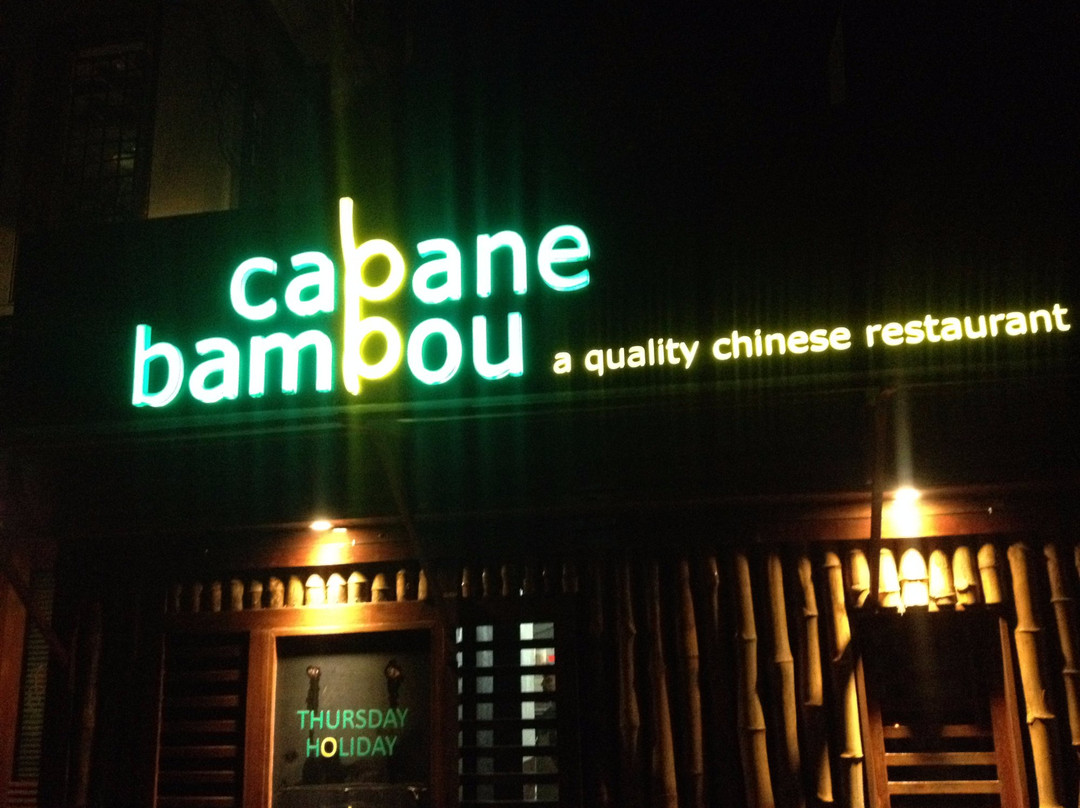 cabane
bambou
a quality chinese restaurant
THURSDAY
HOLIDAY